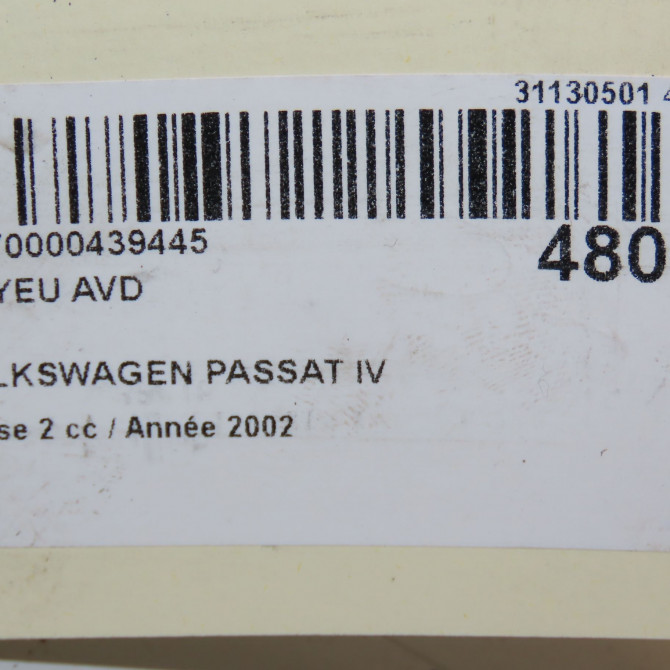 31130501 4
70000439445
480
YEU AVD
LKSWAGEN PASSAT IV
se 2 cc / Année 2002